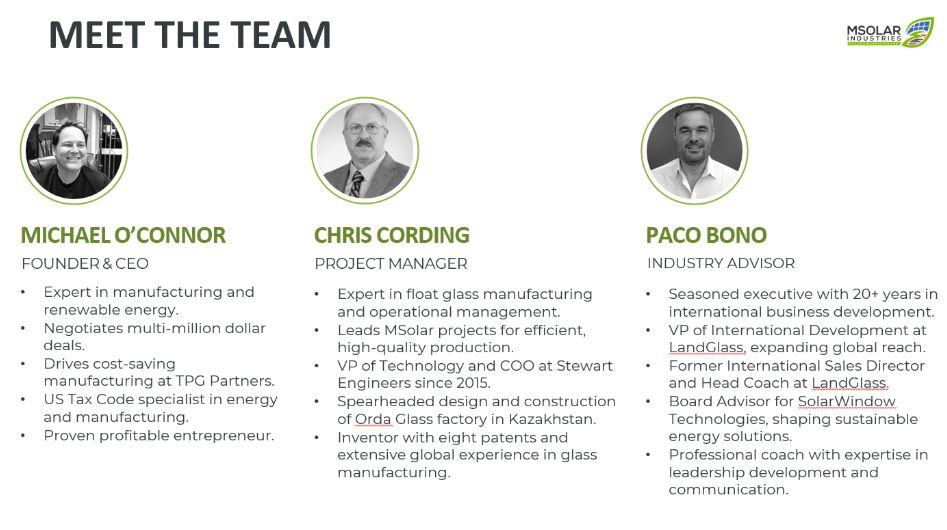 MEET THE TEAM
MSOLAR
INDUSTRIES
MICHAEL O'CONNOR
FOUNDER & CEO
• Expert in manufacturing and
renewable energy.
• Negotiates multi-million dollar
deals.
• Drives cost-saving
manufacturing at TPG Partners.
• US Tax Code specialist in energy
and manufacturing.
• Proven profitable entrepreneur.
CHRIS CORDING
PROJECT MANAGER
• Expert in float glass manufacturing
and operational management.
• Leads MSolar projects for efficient,
high-quality production.
• VP of Technology and COO at Stewart
Engineers since 2015.
• Spearheaded design and construction
of Orda Glass factory in Kazakhstan.
• Inventor with eight patents and
extensive global experience in glass
manufacturing.
PACO BONO
INDUSTRY ADVISOR
• Seasoned executive with 20+ years in
international business development.
• VP of International Development at
LandGlass, expanding global reach.
• Former International Sales Director
and Head Coach at LandGlass.
• Board Advisor for SolarWindow
Technologies, shaping sustainable
energy solutions.
• Professional coach with expertise in
leadership development and
communication.